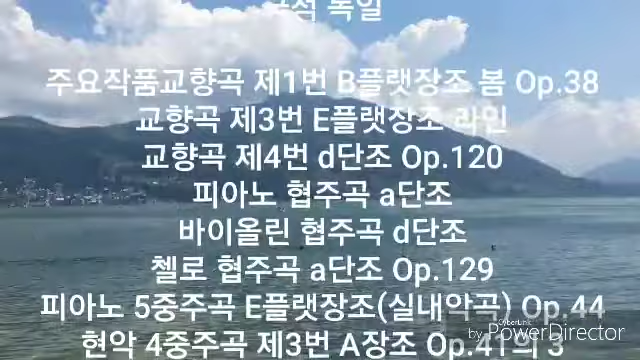 국적 독일
주요작품교향곡 제1번 B플랫장조 봄 Op.38
교향곡 제3번 E플랫장조 라인
교향곡 제4번 d단조 Op.120
피아노 협주곡 a단조
바이올린 협주곡 d단조
첼로 협주곡 a단조 Op.129
피아노 5중주곡 E플랫장조(실내악곡) Op.44
현악 4중주곡 제3번 A장조 Op.41의 3
CyberLink
by PowerDirector